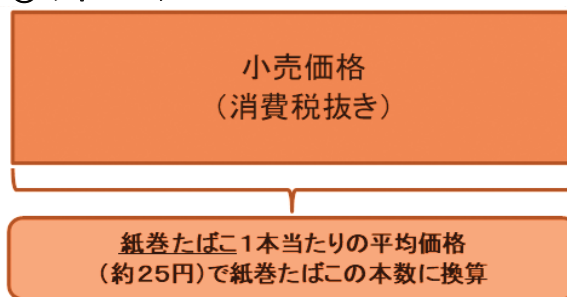 小売価格
（消費税抜き）
紙巻たばこ1本当たりの平均価格
（約25円）で紙巻たばこの本数に換算